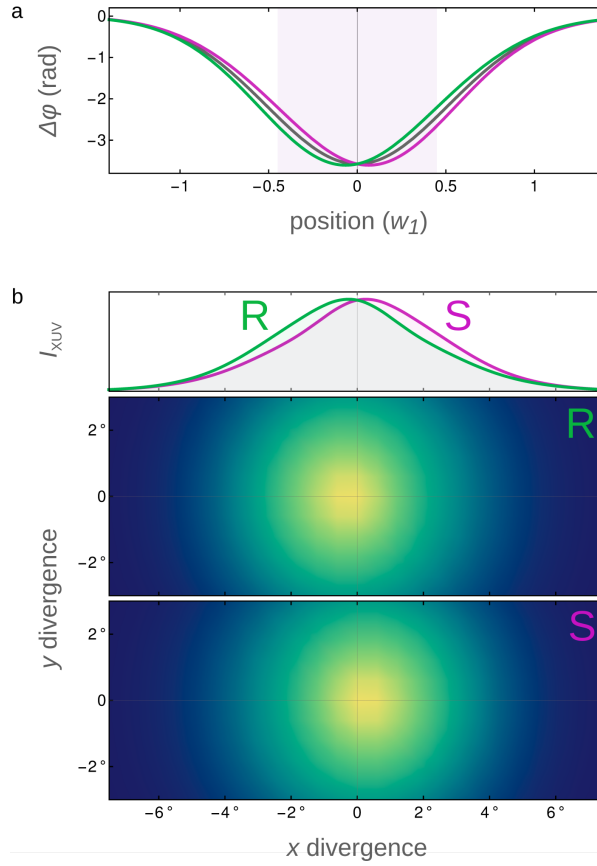 a
0
−1
−2
−3
Δφ (rad)
−1 −0.5 0 0.5 1
position (w1)
b
I XUV
R S
R
2°
0
−2°
S
2°
0
−2°
y divergence
−6° −4° −2° 0 2° 4° 6°
x divergence